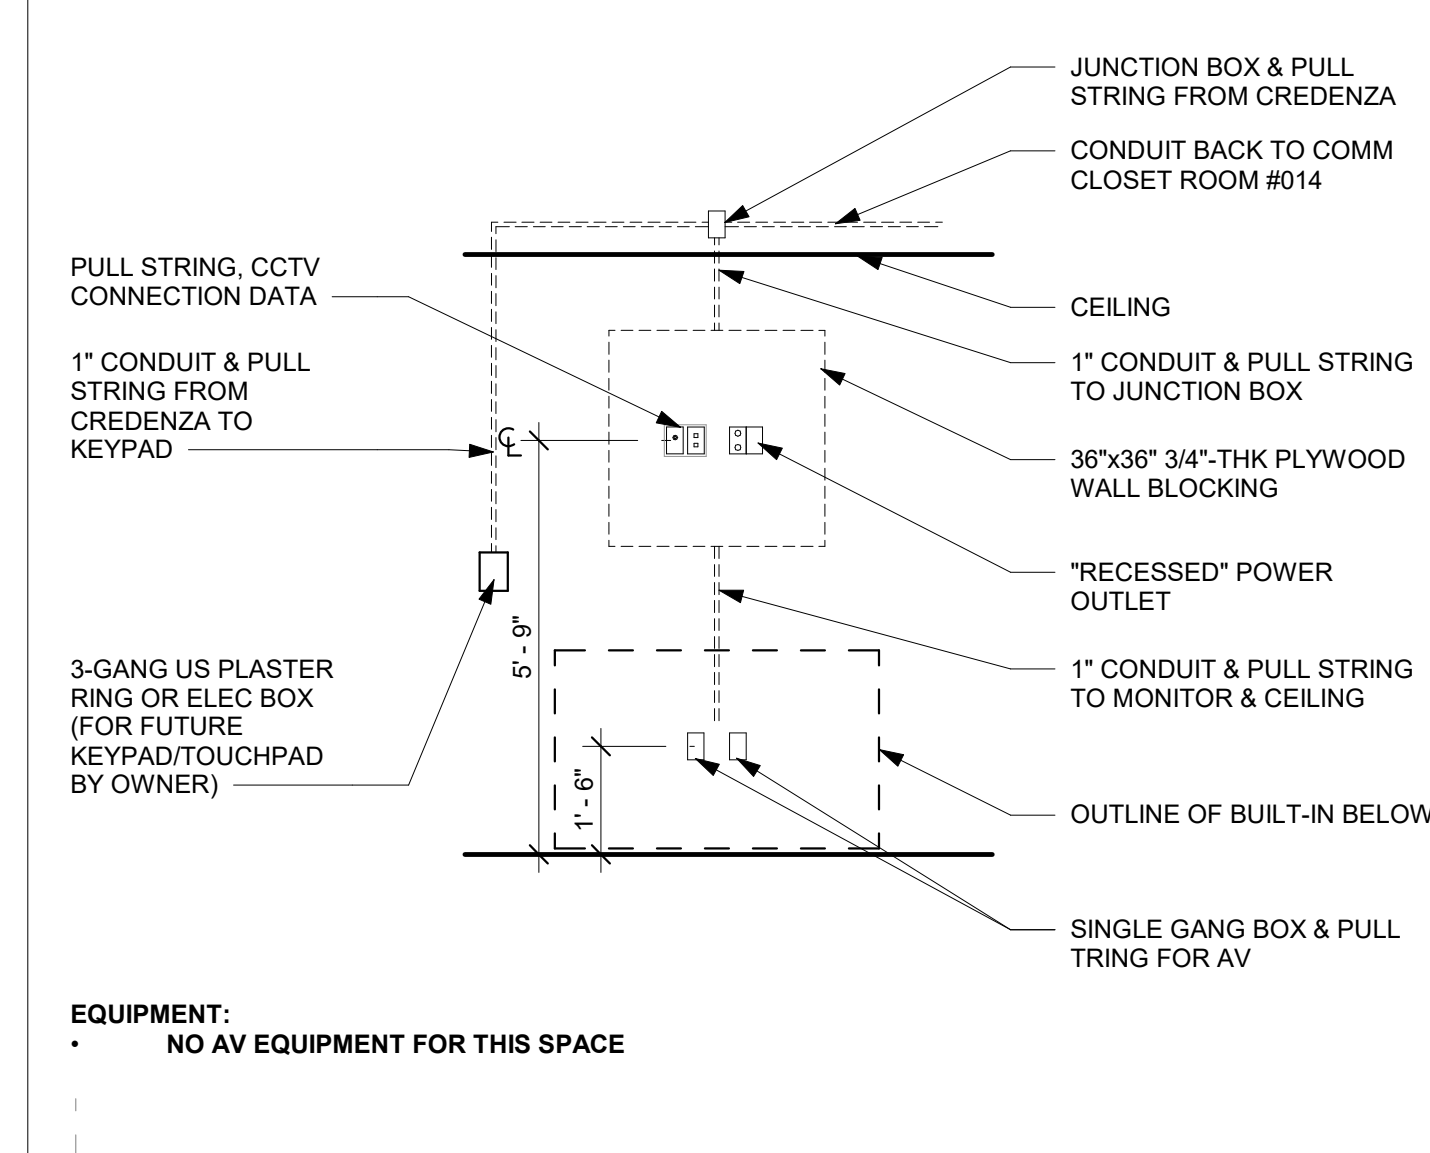 JUNCTION BOX & PULL
STRING FROM CREDENZA
CONDUIT BACK TO COMM
CLOSET ROOM #014
PULL STRING, CCTV
CONNECTION DATA
CEILING
1" CONDUIT & PULL
STRING FROM
CREDENZA TO
KEYPAD
1" CONDUIT & PULL STRING
TO JUNCTION BOX
℄
36"x36" 3/4"-THK PLYWOOD
WALL BLOCKING
"RECESSED" POWER
OUTLET
5' - 9"
3-GANG US PLASTER
RING OR ELEC BOX
(FOR FUTURE
KEYPAD/TOUCHPAD
BY OWNER)
1" CONDUIT & PULL STRING
TO MONITOR & CEILING
1' - 6"
OUTLINE OF BUILT-IN BELOW
SINGLE GANG BOX & PULL
TRING FOR AV
EQUIPMENT:
• NO AV EQUIPMENT FOR THIS SPACE